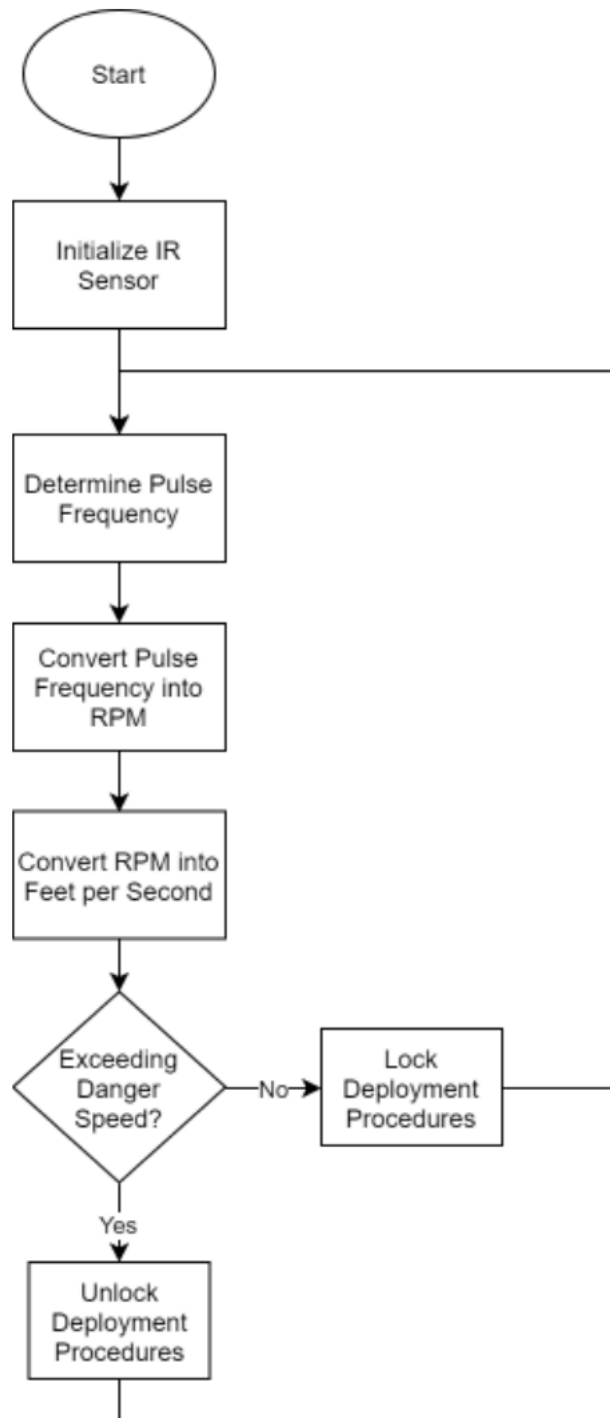 Start
Initialize IR
Sensor
Determine Pulse
Frequency
Convert Pulse
Frequency into
RPM
Convert RPM into
Feet per Second
Exceeding
Danger
Speed?
No
Lock
Deployment
Procedures
Yes
Unlock
Deployment
Procedures